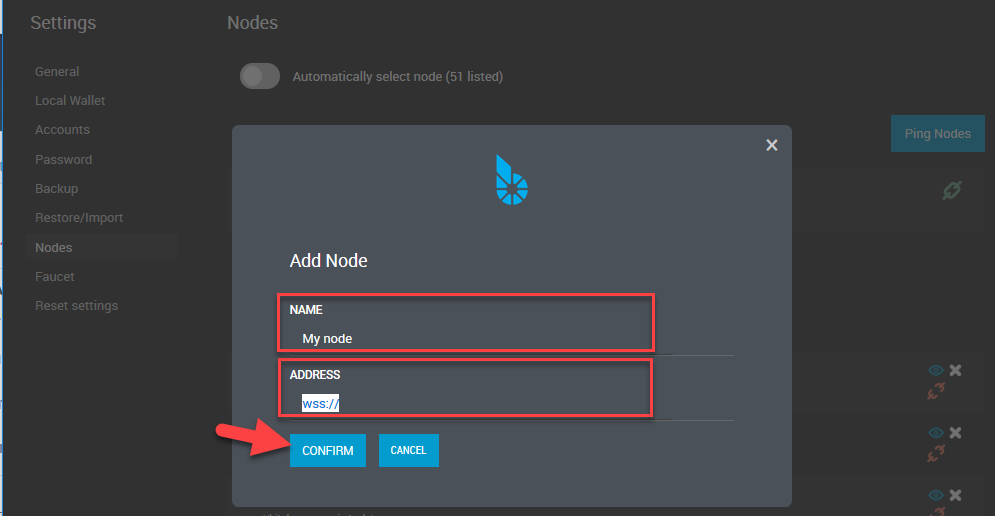 Settings
Nodes
General
Local Wallet
Accounts
Password
Backup
Restore/Import
Nodes
Faucet
Reset settings
Automatically select node (51 listed)
Ping Nodes
Add Node
NAME
My node
ADDRESS
wss://
CONFIRM
CANCEL